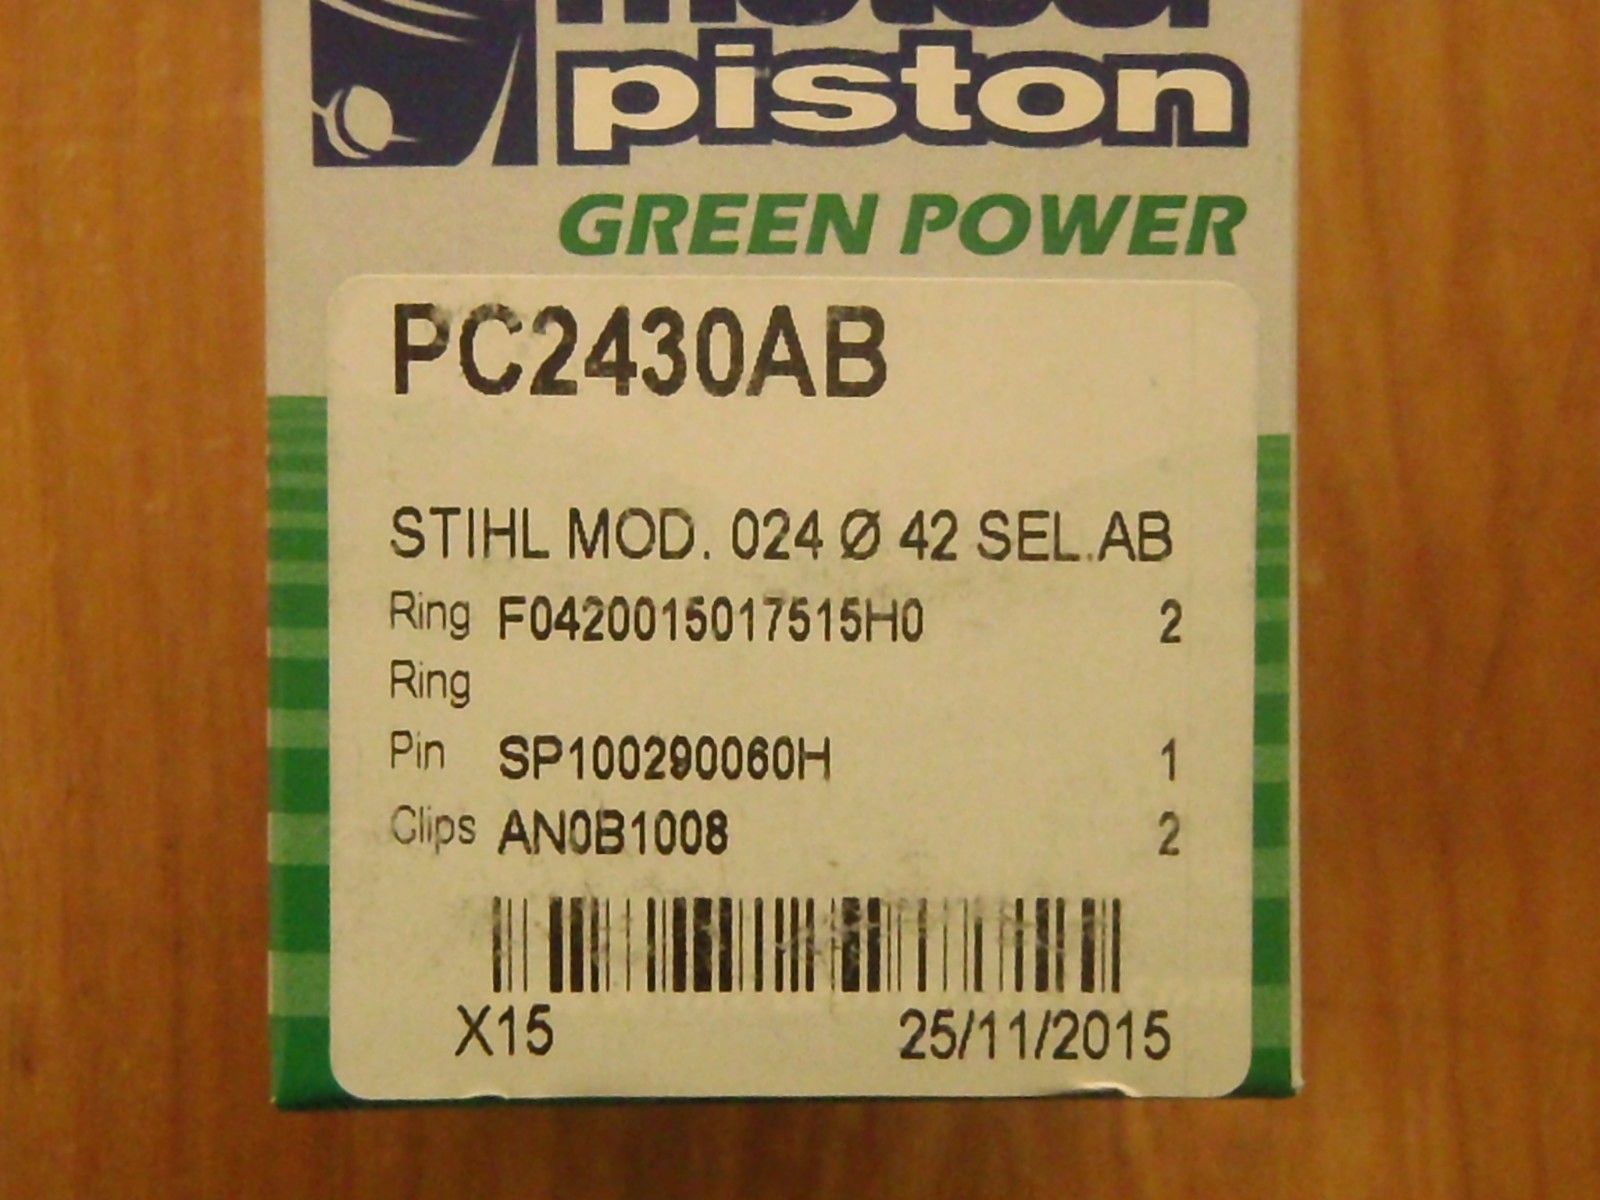 piston
GREEN POWER
PC2430AB
STIHL MOD. 024 Ø 42 SEL.AB
Ring F0420015017515H0 2
Ring
Pin SP100290060H 1
Clips AN0B1008 2
X15 25/11/2015